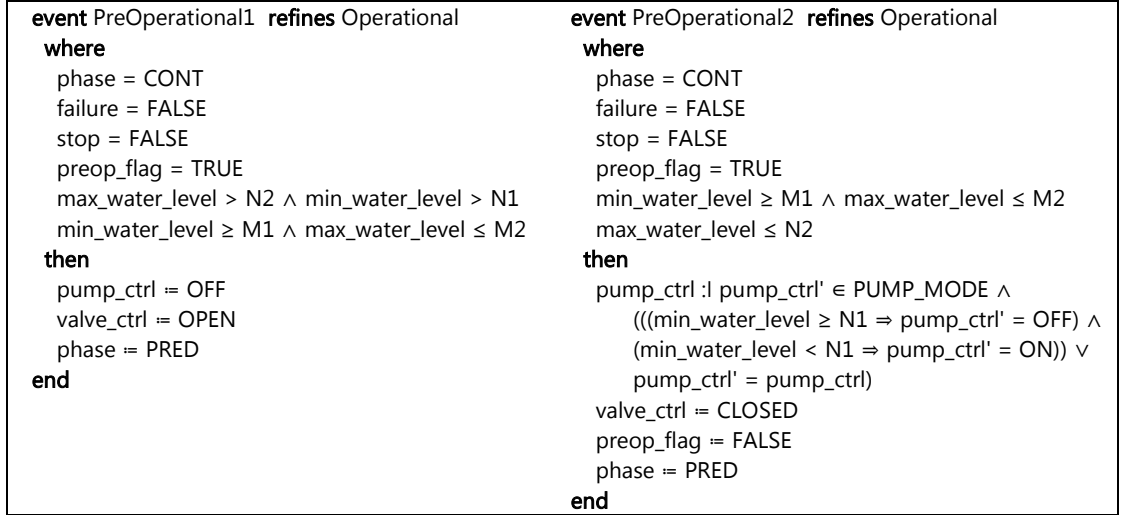 event PreOperational1 refines Operational
where
phase = CONT
failure = FALSE
stop = FALSE
preop_flag = TRUE
max_water_level > N2 ∧ min_water_level > N1
min_water_level ≥ M1 ∧ max_water_level ≤ M2
then
pump_ctrl ≔ OFF
valve_ctrl ≔ OPEN
phase ≔ PRED
end
event PreOperational2 refines Operational
where
phase = CONT
failure = FALSE
stop = FALSE
preop_flag = TRUE
min_water_level ≥ M1 ∧ max_water_level ≤ M2
max_water_level ≤ N2
then
pump_ctrl :| pump_ctrl' ∈ PUMP_MODE ∧
(((min_water_level ≥ N1 ⇒ pump_ctrl' = OFF) ∧
(min_water_level < N1 ⇒ pump_ctrl' = ON)) ∨
pump_ctrl' = pump_ctrl)
valve_ctrl ≔ CLOSED
preop_flag ≔ FALSE
phase ≔ PRED
end